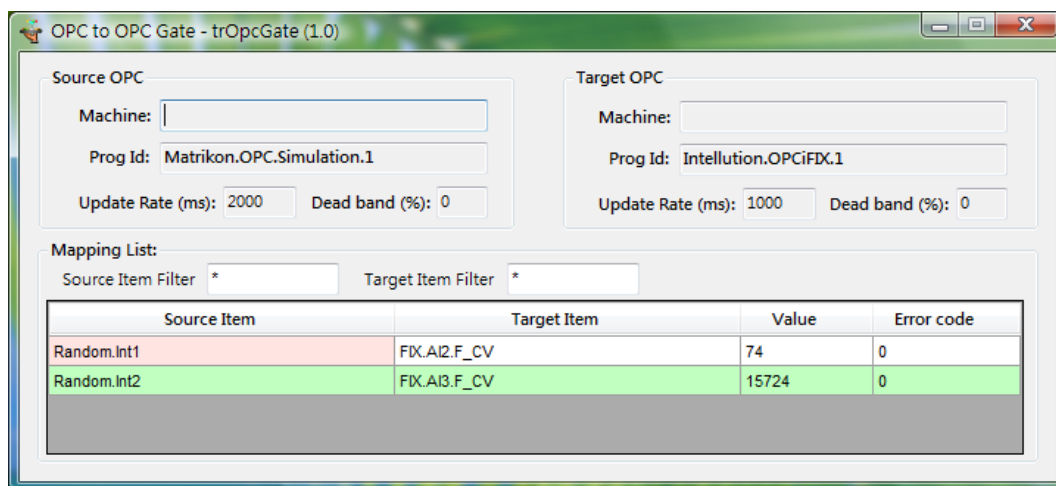 OPC to OPC Gate - trOpcGate (1.0)
Source OPC
Machine:
Prog Id: Matrikon.OPC.Simulation.1
Update Rate (ms): 2000 Dead band (%): 0
Target OPC
Machine:
Prog Id: Intellution.OPCiFIX.1
Update Rate (ms): 1000 Dead band (%): 0
Mapping List:
Source Item Filter * Target Item Filter *
Source Item Target Item Value Error code
Random.Int1 FIX.AI2.F_CV 74 0
Random.Int2 FIX.AI3.F_CV 15724 0